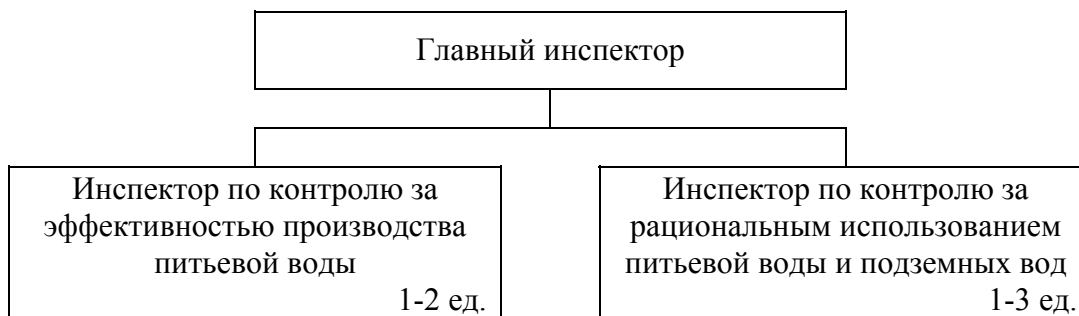 Главный инспектор
Инспектор по контролю за
эффективностью производства
питьевой воды
1-2 ед.
Инспектор по контролю за
рациональным использованием
питьевой воды и подземных вод
1-3 ед.